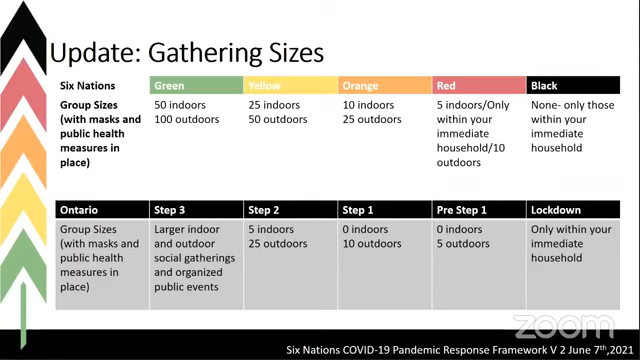 Update: Gathering Sizes
Six Nations
Green
Yellow
Orange
Red
Black
Group Sizes
(with masks and
public health
measures in
place)
50 indoors
100 outdoors
25 indoors
50 outdoors
10 indoors
25 outdoors
5 indoors/Only
within your
immediate
household/10
outdoors
None- only those
within your
immediate
household
Ontario
Step 3
Step 2
Step 1
Pre Step 1
Lockdown
Group Sizes
(with masks and
public health
measures in
place)
Larger indoor
and outdoor
social gatherings
and organized
public events
5 indoors
25 outdoors
0 indoors
10 outdoors
0 indoors
5 outdoors
Only within your
immediate
household
zoom
Six Nations COVID-19 Pandemic Response Framework V 2 June 7th,2021